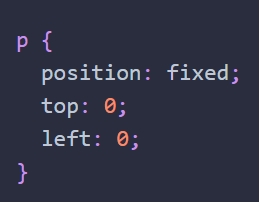 p {
  position: fixed;
  top: 0;
  left: 0;
}